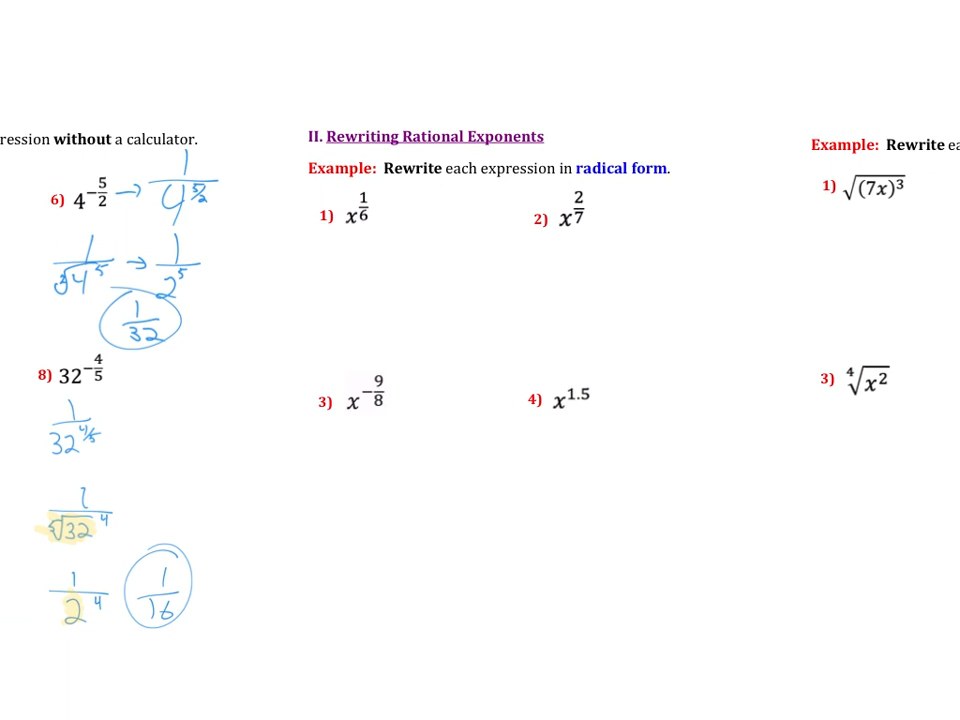 ression without a calculator.
6) 4^(-5/2) → 1/4^(5/2)
1/²√4^5 → 1/2^5
1/32
8) 32^(-4/5)
1/32^(4/5)
1/⁵√32^4
1/2^4 1/16
II. Rewriting Rational Exponents
Example: Rewrite each expression in radical form.
1) x^(1/6) 2) x^(2/7)
3) x^(-9/8) 4) x^1.5
Example: Rewrite ea
1) √(7x)^3
3) ⁴√x^2